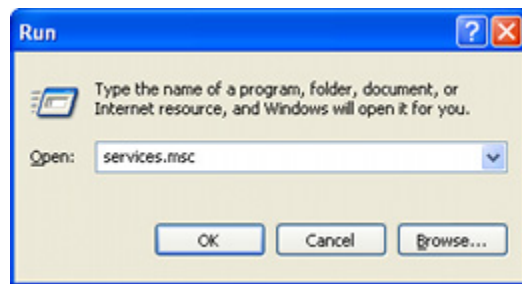 Run
Type the name of a program, folder, document, or
Internet resource, and Windows will open it for you.
Open: services.msc
OK Cancel Browse...